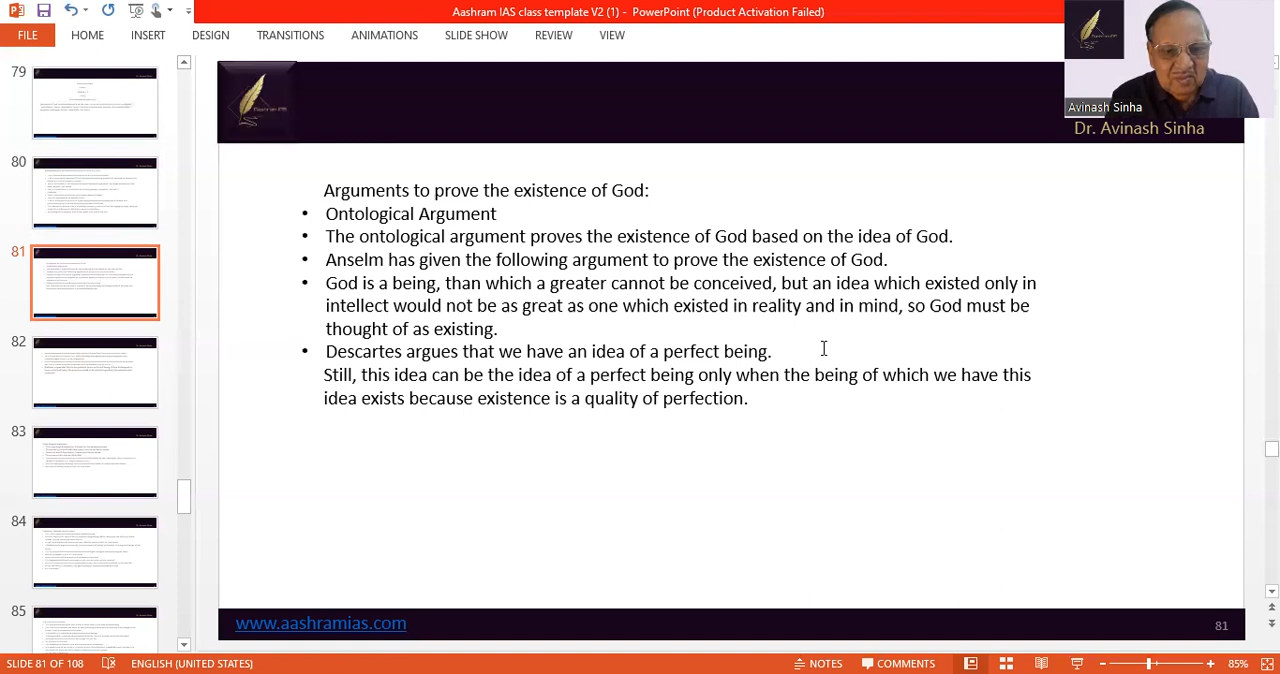 Aashram IAS class template V2 (1) - PowerPoint (Product Activation Failed)
FILE HOME INSERT DESIGN TRANSITIONS ANIMATIONS SLIDE SHOW REVIEW VIEW
Avinash Sinha
Dr. Avinash Sinha
79
80
81
82
83
84
85
Arguments to prove the existence of God:
• Ontological Argument
• The ontological argument proves the existence of God based on the idea of God.
• Anselm has given the following argument to prove the existence of God.
• God is a being, than which a greater cannot be conceived, but an idea which existed only in
intellect would not be as great as one which existed in reality and in mind, so God must be
thought of as existing.
• Descartes argues that we have an idea of a perfect being.
Still, this idea can be the idea of a perfect being only when the being of which we have this
idea exists because existence is a quality of perfection.
www.aashramias.com
81
SLIDE 81 OF 108 ENGLISH (UNITED STATES) NOTES COMMENTS 85%